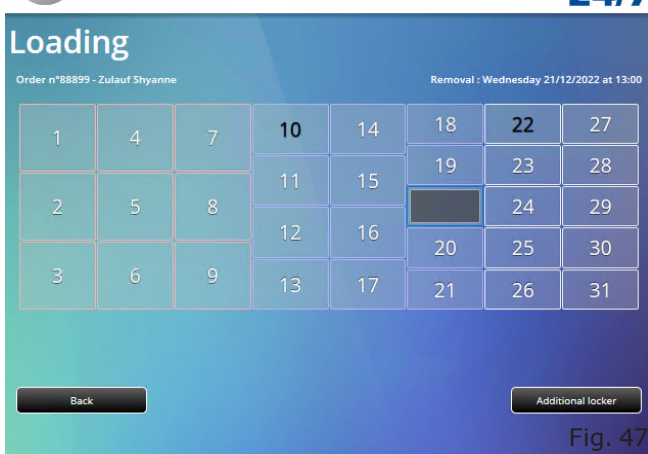 24/7
Loading
Order n°88899 - Zulauf Shyanne
Removal : Wednesday 21/12/2022 at 13:00
1 4 7 10 14 18 22 27
11 15 19 23 28
2 5 8 24 29
12 16 20 25 30
3 6 9 13 17 21 26 31
Back
Additional locker
Fig. 47